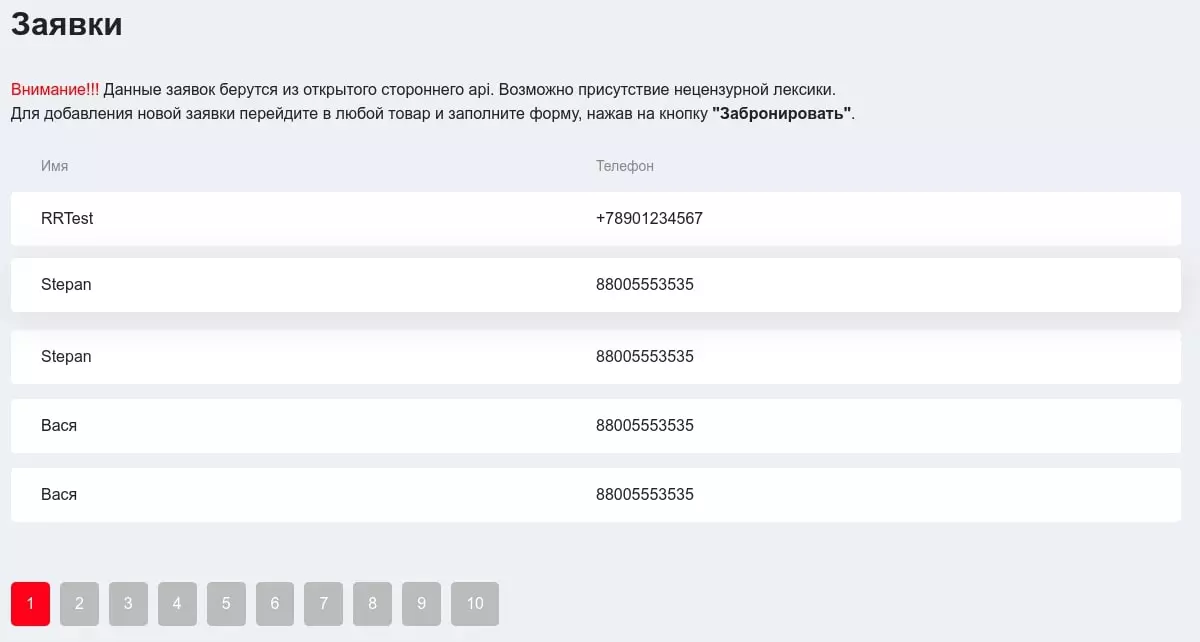 Заявки
Внимание!!! Данные заявок берутся из открытого стороннего api. Возможно присутствие нецензурной лексики.
Для добавления новой заявки перейдите в любой товар и заполните форму, нажав на кнопку "Забронировать".
Имя Телефон
RRTest +78901234567
Stepan 88005553535
Stepan 88005553535
Вася 88005553535
Вася 88005553535
1 2 3 4 5 6 7 8 9 10